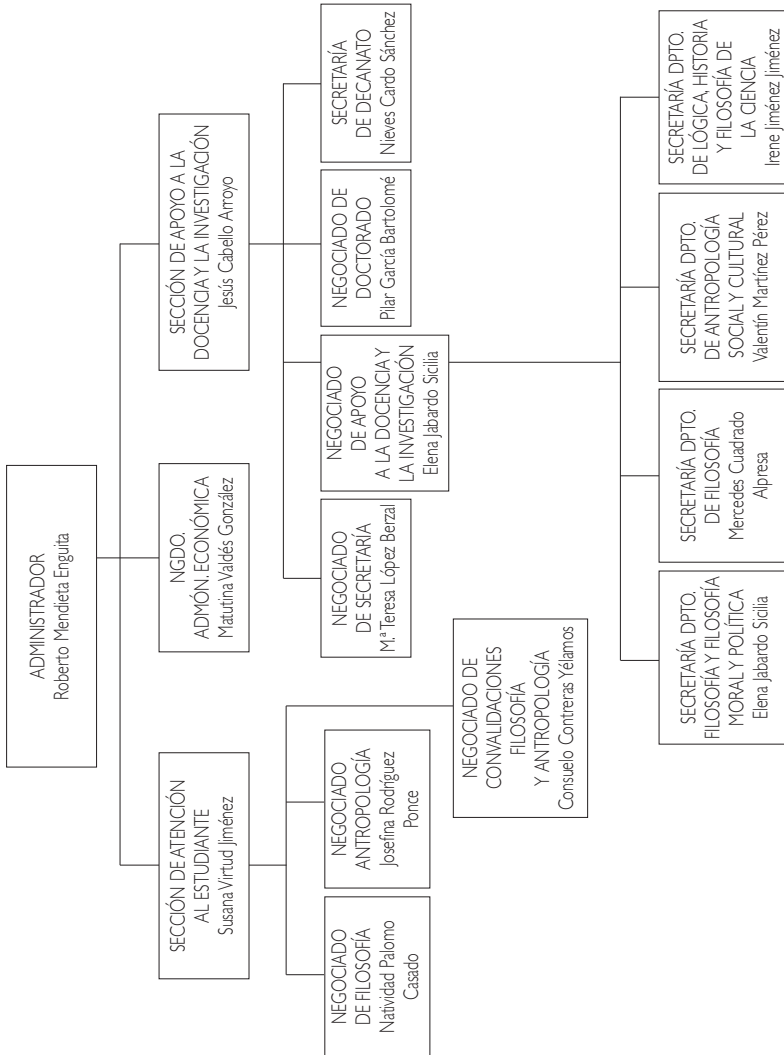 ADMINISTRADOR
Roberto Mendieta Enguita
SECCIÓN DE ATENCIÓN
AL ESTUDIANTE
Susana Virtud Jiménez
NGDO.
ADMÓN. ECONÓMICA
Matutina Valdés González
SECCIÓN DE APOYO A LA
DOCENCIA Y LA INVESTIGACIÓN
Jesús Cabello Arroyo
NEGOCIADO
DE FILOSOFÍA
Natividad Palomo
Casado
NEGOCIADO
ANTROPOLOGÍA
Josefina Rodríguez
Ponce
NEGOCIADO DE
CONVALIDACIONES
FILOSOFÍA
Y ANTROPOLOGÍA
Consuelo Contreras Yélamos
NEGOCIADO
DE SECRETARÍA
M.ª Teresa López Berzal
NEGOCIADO
DE APOYO
A LA DOCENCIA Y
LA INVESTIGACIÓN
Elena Jabardo Sicilia
NEGOCIADO DE
DOCTORADO
Pilar García Bartolomé
SECRETARÍA
DE DECANATO
Nieves Cardo Sánchez
SECRETARÍA DPTO.
FILOSOFÍA Y FILOSOFÍA
MORAL Y POLÍTICA
Elena Jabardo Sicilia
SECRETARÍA DPTO.
DE FILOSOFÍA
Mercedes Cuadrado
Alpresa
SECRETARÍA DPTO.
DE ANTROPOLOGÍA
SOCIAL Y CULTURAL
Valentín Martínez Pérez
SECRETARÍA DPTO.
DE LÓGICA, HISTORIA
Y FILOSOFÍA DE
LA CIENCIA
Irene Jiménez Jiménez